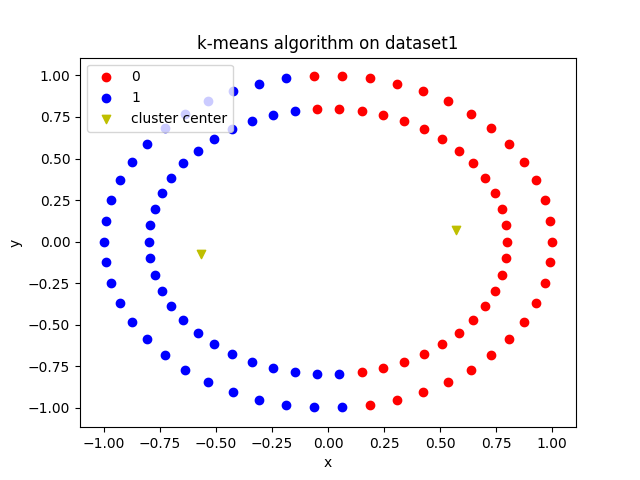 k-means algorithm on dataset1
0
1
cluster center
1.00
0.75
0.50
0.25
0.00
−0.25
−0.50
−0.75
−1.00
y
−1.00 −0.75 −0.50 −0.25 0.00 0.25 0.50 0.75 1.00
x